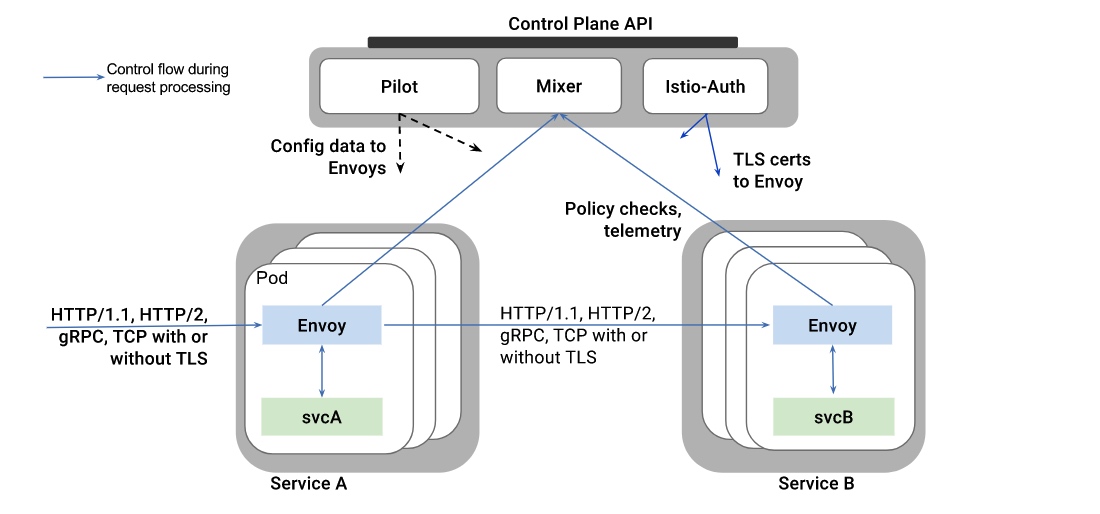 Control Plane API
Control flow during
request processing
Pilot
Mixer
Istio-Auth
Config data to
Envoys
TLS certs
to Envoy
Policy checks,
telemetry
Pod
HTTP/1.1, HTTP/2,
gRPC, TCP with or
without TLS
Envoy
svcA
HTTP/1.1, HTTP/2,
gRPC, TCP with or
without TLS
Envoy
svcB
Service A
Service B